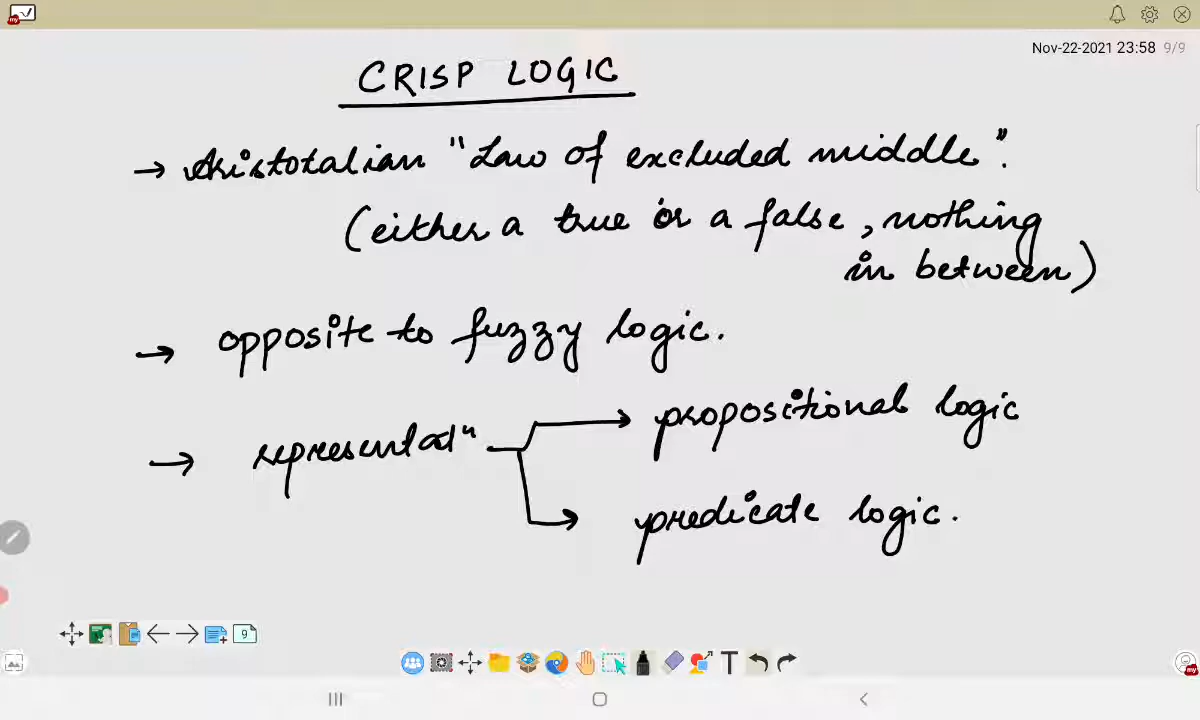 Nov-22-2021 23:58 9/9
CRISP LOGIC
→ Aristotalian "Law of excluded middle".
(either a true or a false, nothing
in between)
→ opposite to fuzzy logic.
→ representatⁿ → propositional logic
→ predicate logic.
9
T